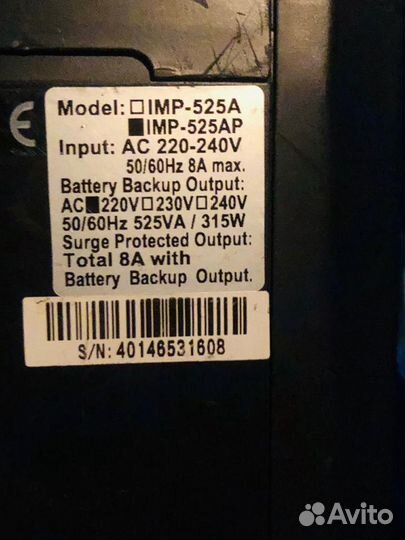 Model: ☐IMP-525A
■IMP-525AP
Input: AC 220-240V
50/60Hz 8A max.
Battery Backup Output:
AC■220V☐230V☐240V
50/60Hz 525VA / 315W
Surge Protected Output:
Total 8A with
Battery Backup Output.
CE
S/N: 40146531608
Avito